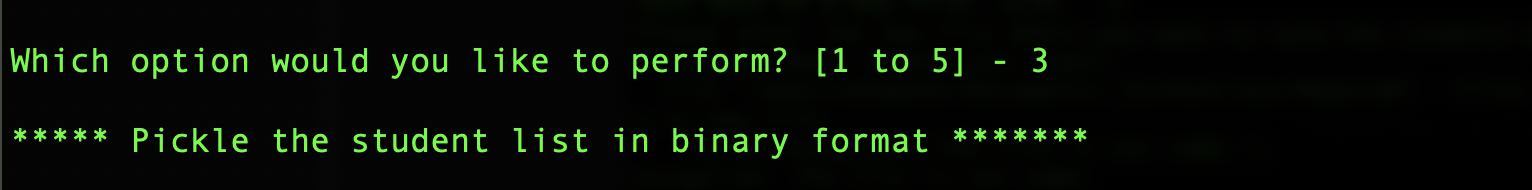 Which option would you like to perform? [1 to 5] - 3
***** Pickle the student list in binary format *******